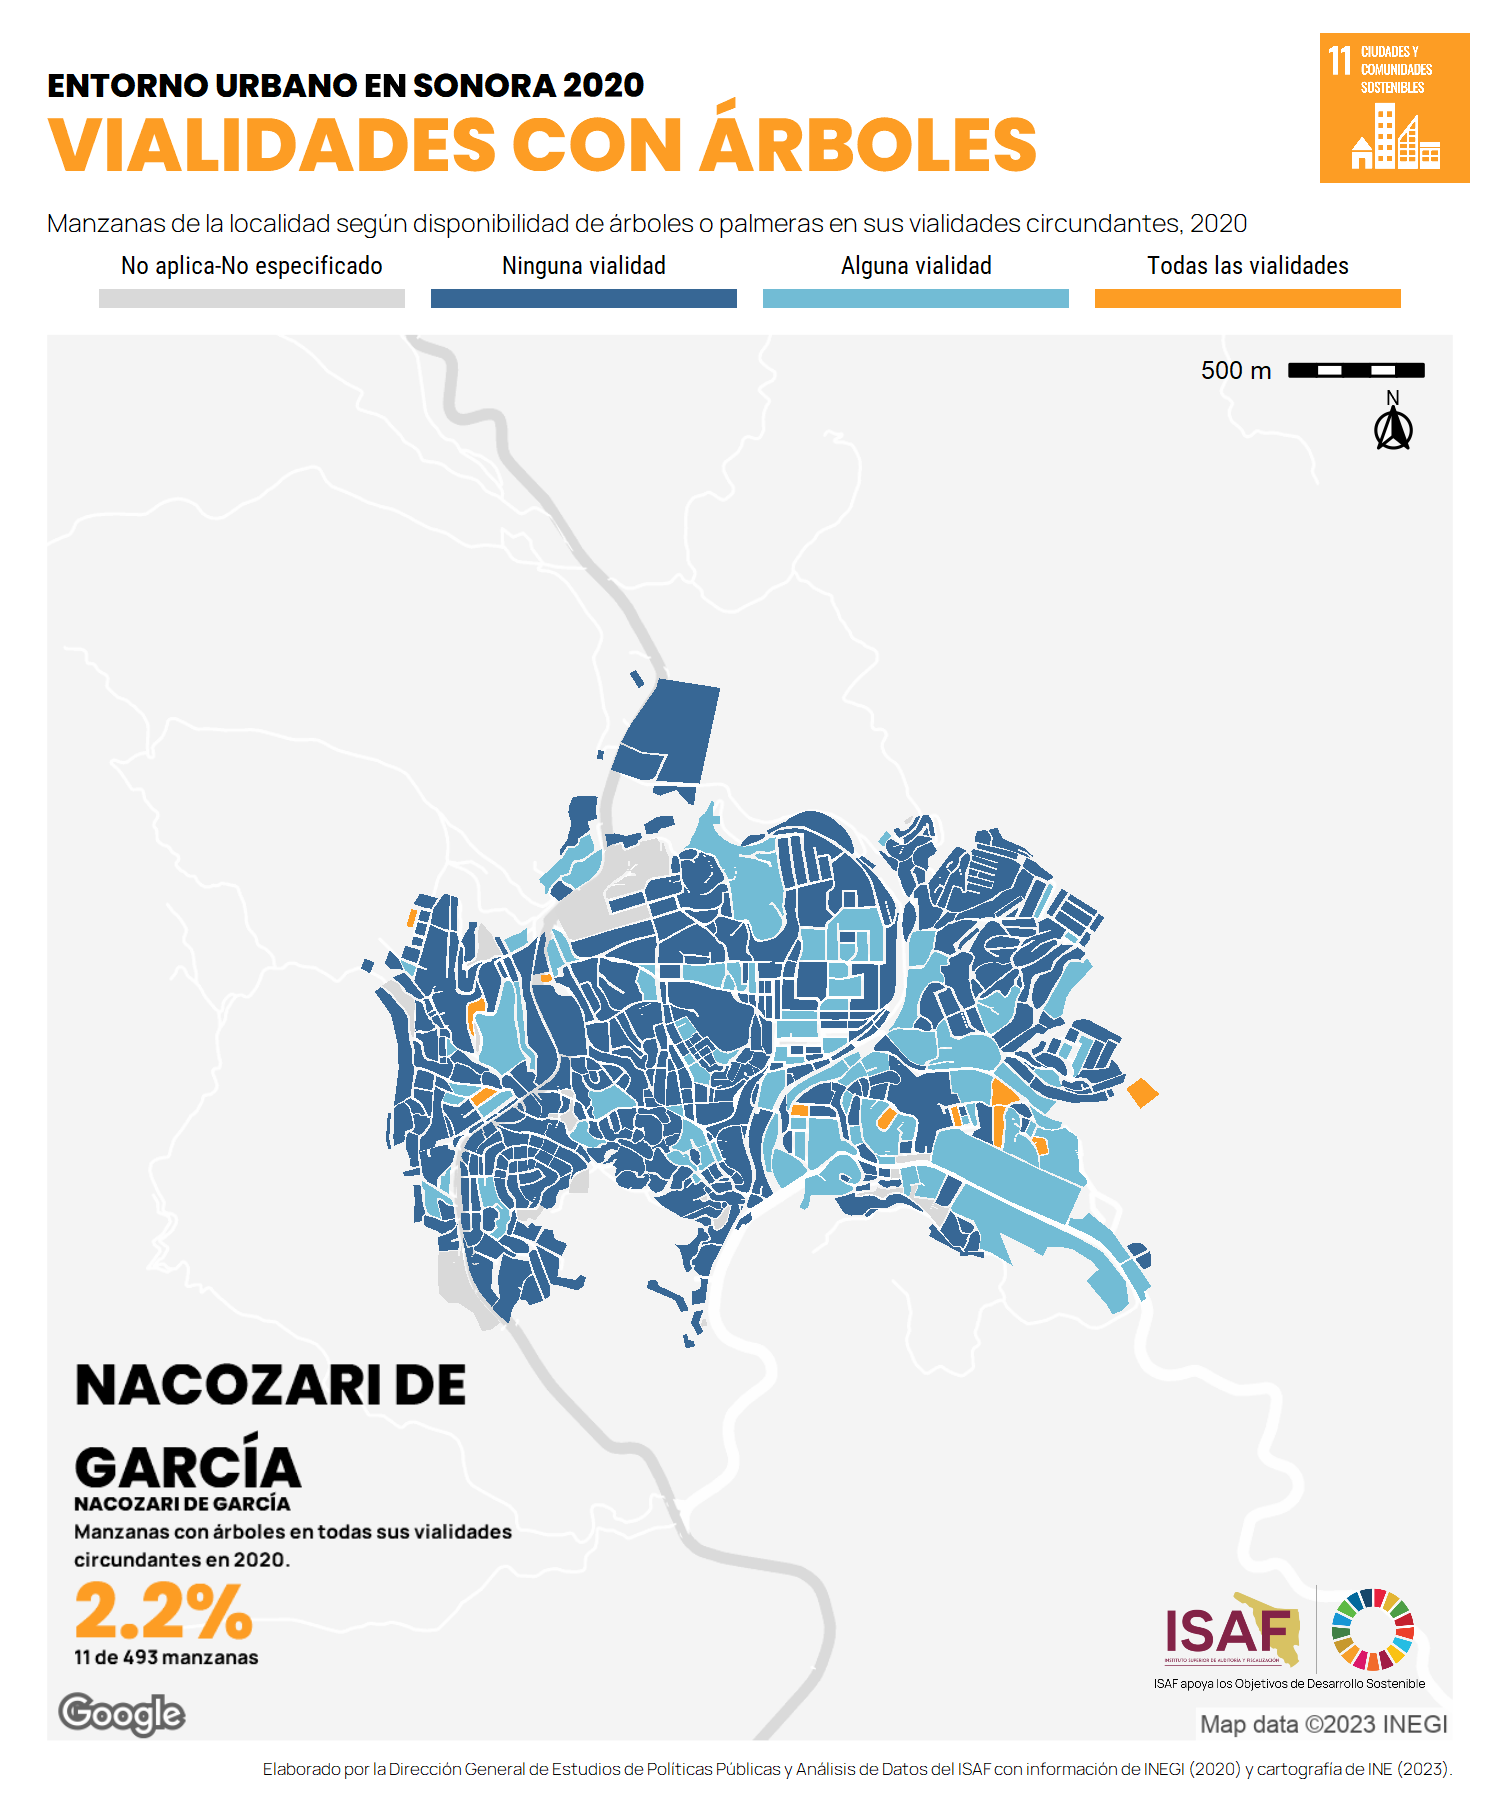 ENTORNO URBANO EN SONORA 2020
VIALIDADES CON ÁRBOLES
11 CIUDADES Y
COMUNIDADES
SOSTENIBLES
Manzanas de la localidad según disponibilidad de árboles o palmeras en sus vialidades circundantes, 2020
No aplica-No especificado
Ninguna vialidad
Alguna vialidad
Todas las vialidades
500 m
N
NACOZARI DE
GARCÍA
NACOZARI DE GARCÍA
Manzanas con árboles en todas sus vialidades
circundantes en 2020.
2.2%
11 de 493 manzanas
ISAF
INSTITUTO SUPERIOR DE AUDITORÍA Y FISCALIZACIÓN
ISAF apoya los Objetivos de Desarrollo Sostenible
Google
Map data ©2023 INEGI
Elaborado por la Dirección General de Estudios de Políticas Públicas y Análisis de Datos del ISAF con información de INEGI (2020) y cartografía de INE (2023).